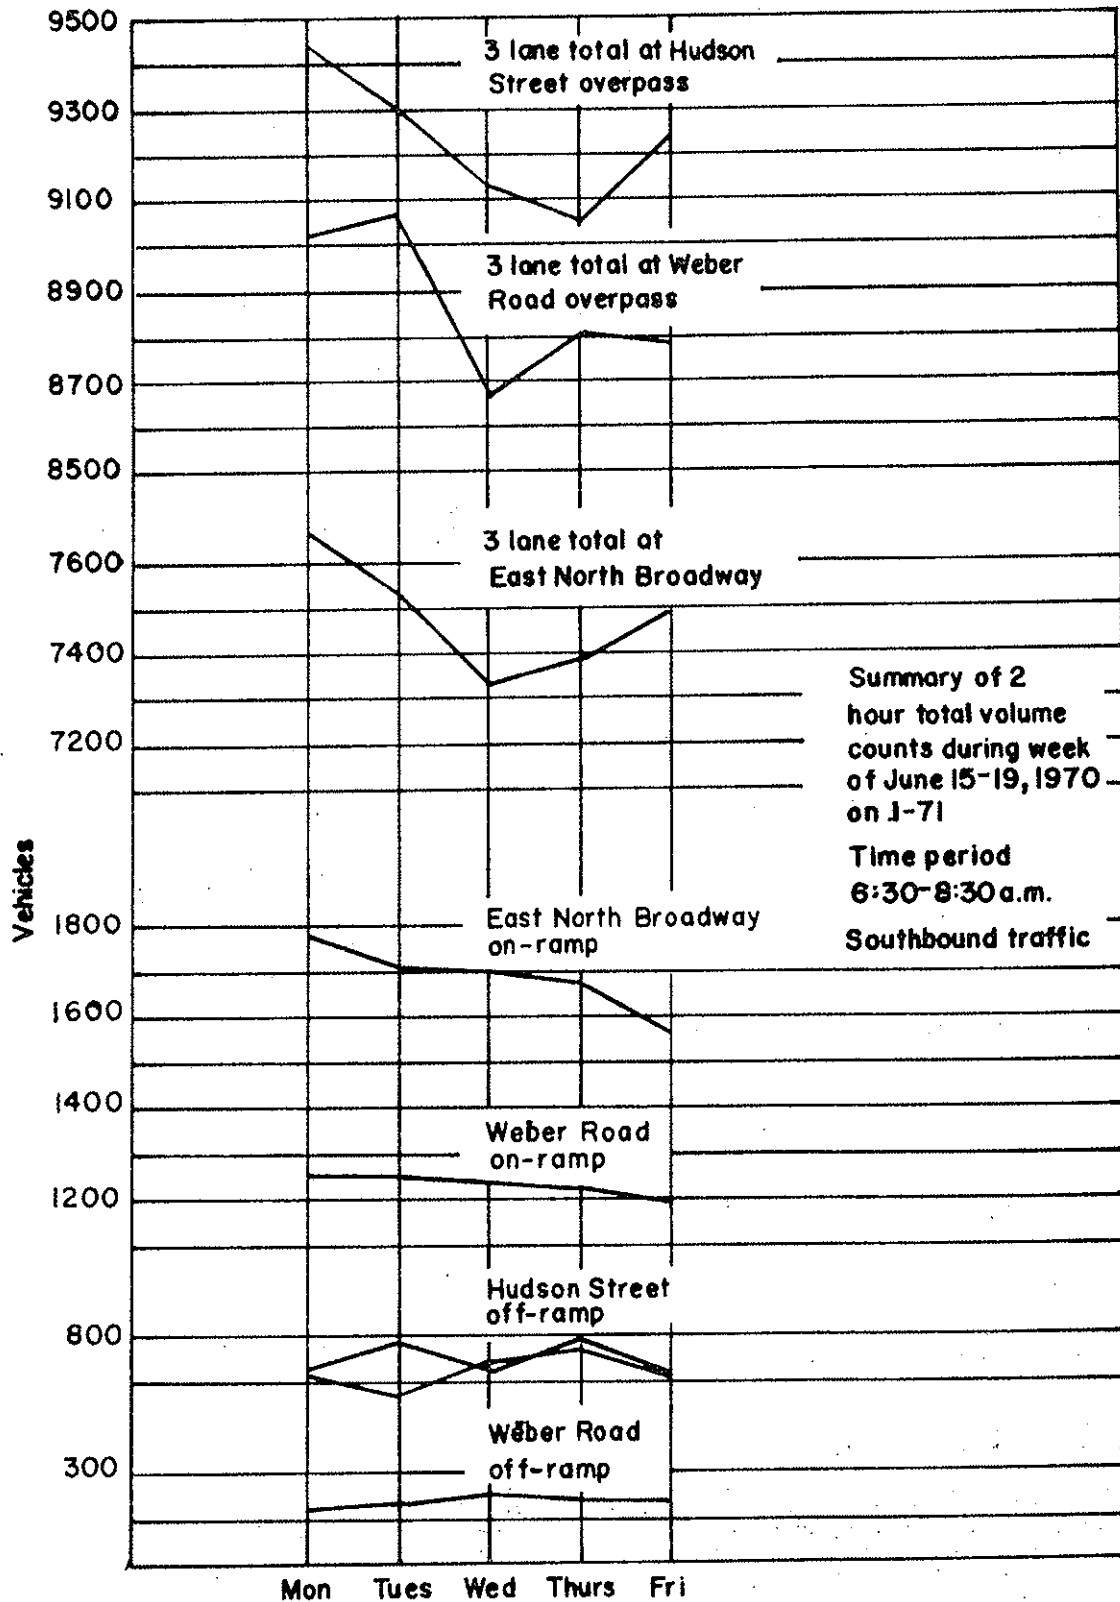 9500
3 lane total at Hudson
Street overpass
9300
9100
3 lane total at Weber
Road overpass
8900
8700
8500
3 lane total at
East North Broadway
7600
7400
Summary of 2
hour total volume
counts during week
of June 15-19, 1970
on I-71
Time period
6:30-8:30 a.m.
Southbound traffic
7200
Vehicles
East North Broadway
on-ramp
1800
1600
1400
Weber Road
on-ramp
1200
Hudson Street
off-ramp
800
Weber Road
off-ramp
300
Mon Tues Wed Thurs Fri